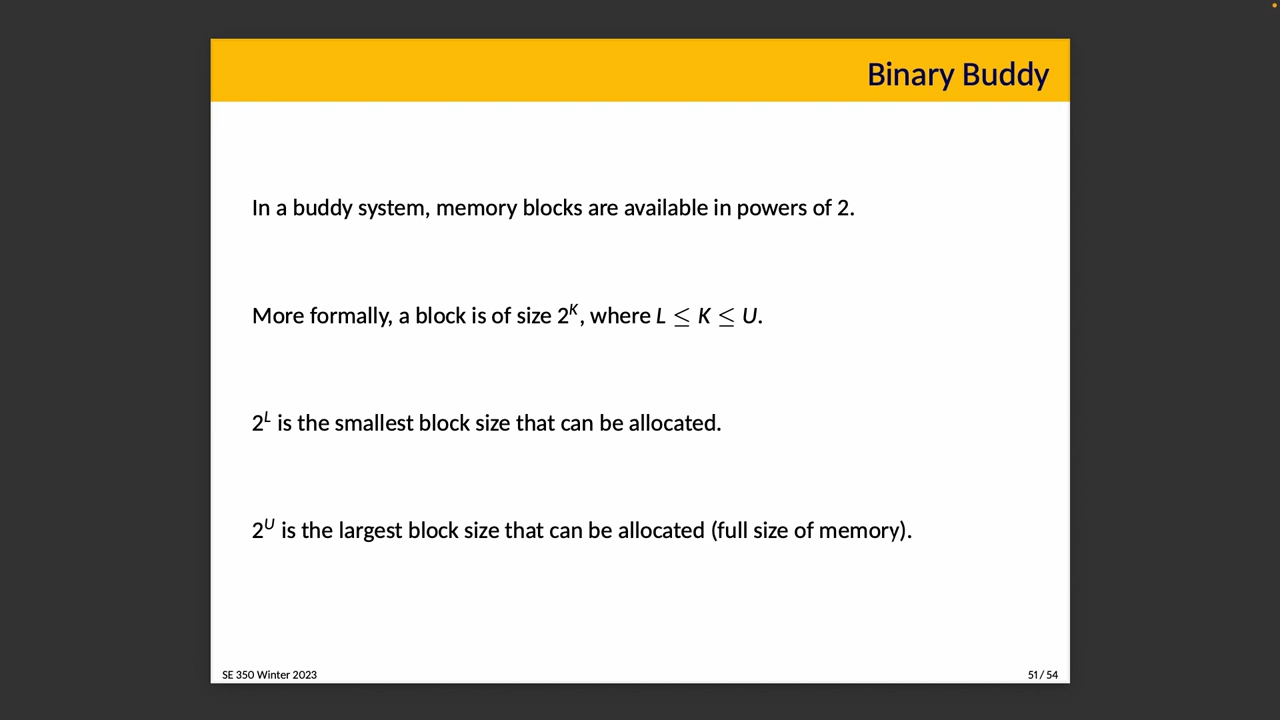 Binary Buddy
In a buddy system, memory blocks are available in powers of 2.
More formally, a block is of size 2^K, where L ≤ K ≤ U.
2^L is the smallest block size that can be allocated.
2^U is the largest block size that can be allocated (full size of memory).
SE 350 Winter 2023
51 / 54